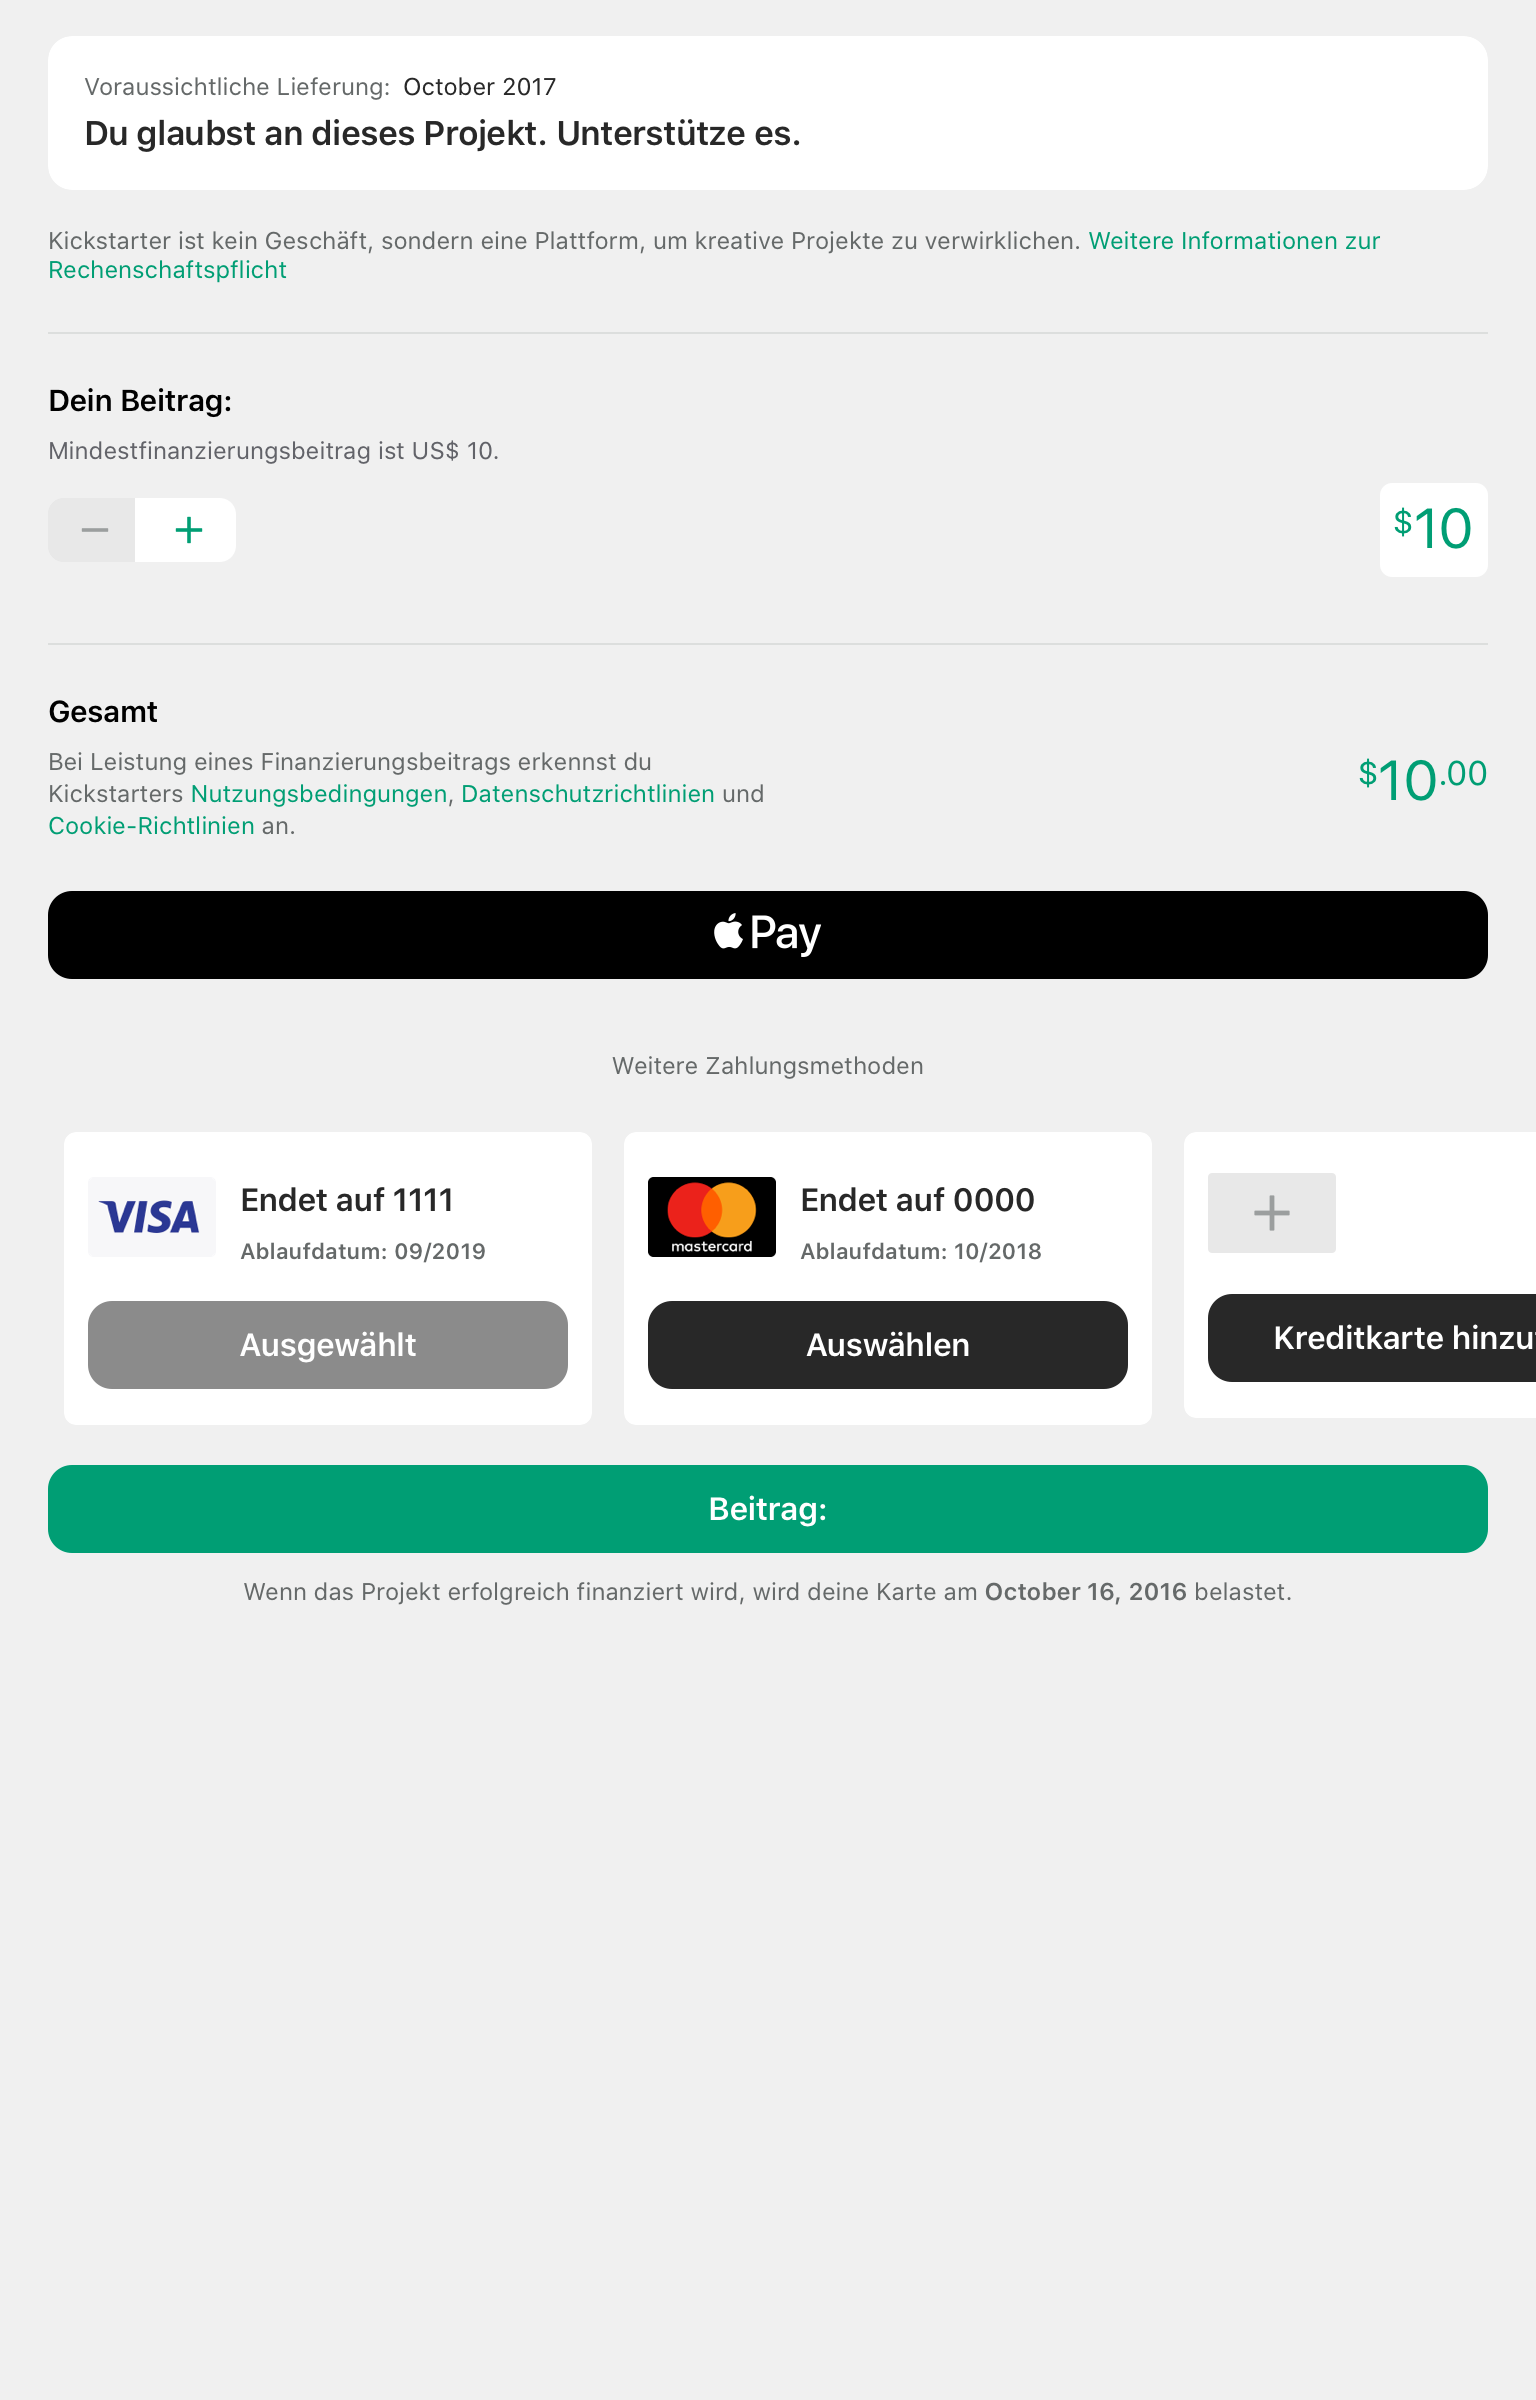 Voraussichtliche Lieferung: October 2017
Du glaubst an dieses Projekt. Unterstütze es.
Kickstarter ist kein Geschäft, sondern eine Plattform, um kreative Projekte zu verwirklichen. Weitere Informationen zur
Rechenschaftspflicht
Dein Beitrag:
Mindestfinanzierungsbeitrag ist US$ 10.
$10
Gesamt
Bei Leistung eines Finanzierungsbeitrags erkennst du
Kickstarters Nutzungsbedingungen, Datenschutzrichtlinien und
Cookie-Richtlinien an.
$10.00
Pay
Weitere Zahlungsmethoden
VISA
Endet auf 1111
Ablaufdatum: 09/2019
Ausgewählt
mastercard
Endet auf 0000
Ablaufdatum: 10/2018
Auswählen
Kreditkarte
Beitrag:
Wenn das Projekt erfolgreich finanziert wird, wird deine Karte am October 16, 2016 belastet.